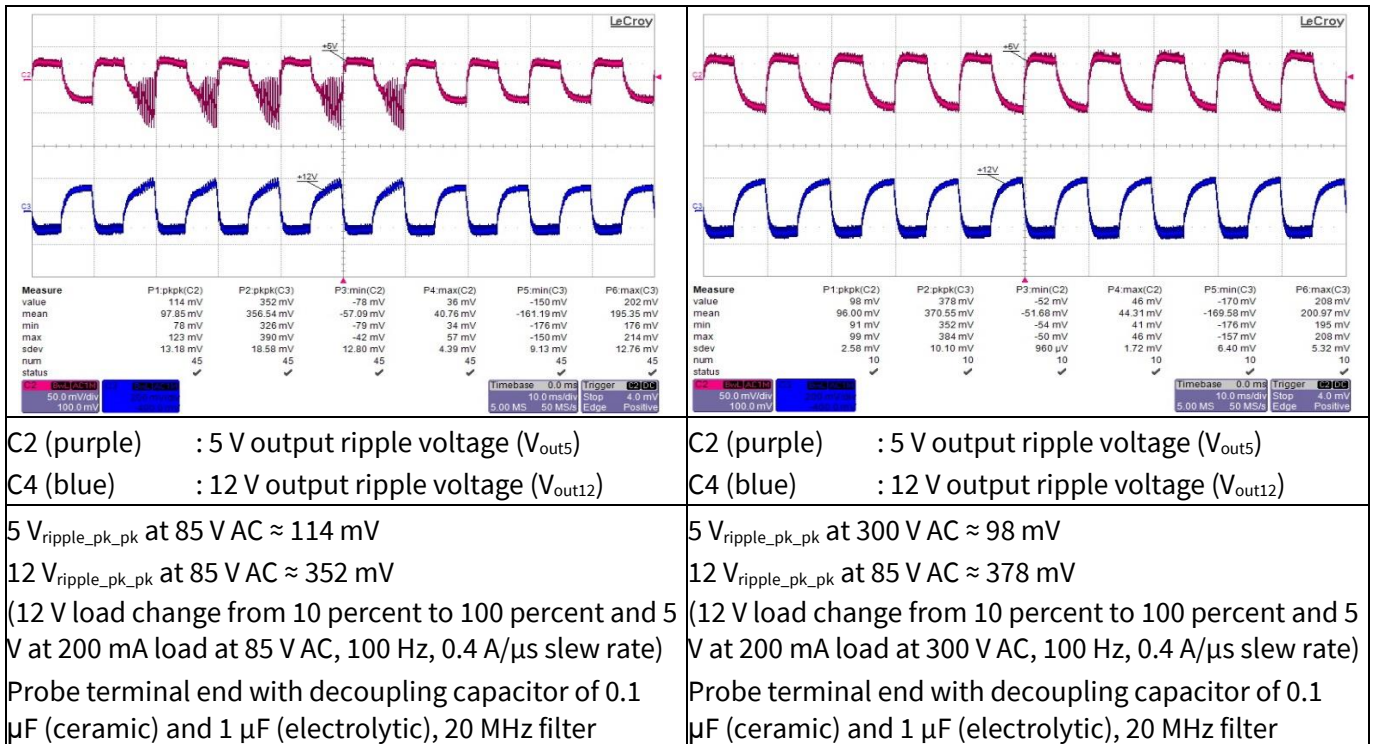 LeCroy
+5V
C2
+12V
C3
Measure P1:pkpk(C2) P2:pkpk(C3) P3:min(C2) P4:max(C2) P5:min(C3) P6:max(C3)
value 114 mV 352 mV -78 mV 36 mV -150 mV 202 mV
mean 97.85 mV 356.54 mV -57.09 mV 40.76 mV -161.19 mV 195.35 mV
min 78 mV 326 mV -79 mV 34 mV -176 mV 176 mV
max 123 mV 390 mV -42 mV 57 mV -150 mV 214 mV
sdev 13.18 mV 18.58 mV 12.80 mV 4.39 mV 9.13 mV 12.76 mV
num 45 45 45 45 45 45
status ✓ ✓ ✓ ✓ ✓ ✓
C2 BwL AC1M
Timebase 0.0 ms Trigger C2 DC
50.0 mV/div 10.0 ms/div Stop 4.0 mV
100.0 mV 5.00 MS 50 MS/s Edge Positive
C2 (purple) : 5 V output ripple voltage (Vout5)
C4 (blue) : 12 V output ripple voltage (Vout12)
5 Vripple_pk_pk at 85 V AC ≈ 114 mV
12 Vripple_pk_pk at 85 V AC ≈ 352 mV
(12 V load change from 10 percent to 100 percent and 5
V at 200 mA load at 85 V AC, 100 Hz, 0.4 A/μs slew rate)
Probe terminal end with decoupling capacitor of 0.1
μF (ceramic) and 1 μF (electrolytic), 20 MHz filter
LeCroy
+5V
C2
+12V
C3
Measure P1:pkpk(C2) P2:pkpk(C3) P3:min(C2) P4:max(C2) P5:min(C3) P6:max(C3)
value 98 mV 378 mV -52 mV 46 mV -170 mV 208 mV
mean 96.00 mV 370.55 mV -51.68 mV 44.31 mV -169.58 mV 200.97 mV
min 91 mV 352 mV -54 mV 41 mV -176 mV 195 mV
max 99 mV 384 mV -50 mV 46 mV -157 mV 208 mV
sdev 2.58 mV 10.10 mV 960 μV 1.72 mV 6.40 mV 5.32 mV
num 10 10 10 10 10 10
status ✓ ✓ ✓ ✓ ✓ ✓
C2 BwL AC1M
Timebase 0.0 ms Trigger C2 DC
50.0 mV/div 10.0 ms/div Stop 4.0 mV
100.0 mV 5.00 MS 50 MS/s Edge Positive
C2 (purple) : 5 V output ripple voltage (Vout5)
C4 (blue) : 12 V output ripple voltage (Vout12)
5 Vripple_pk_pk at 300 V AC ≈ 98 mV
12 Vripple_pk_pk at 85 V AC ≈ 378 mV
(12 V load change from 10 percent to 100 percent and 5
V at 200 mA load at 300 V AC, 100 Hz, 0.4 A/μs slew rate)
Probe terminal end with decoupling capacitor of 0.1
μF (ceramic) and 1 μF (electrolytic), 20 MHz filter